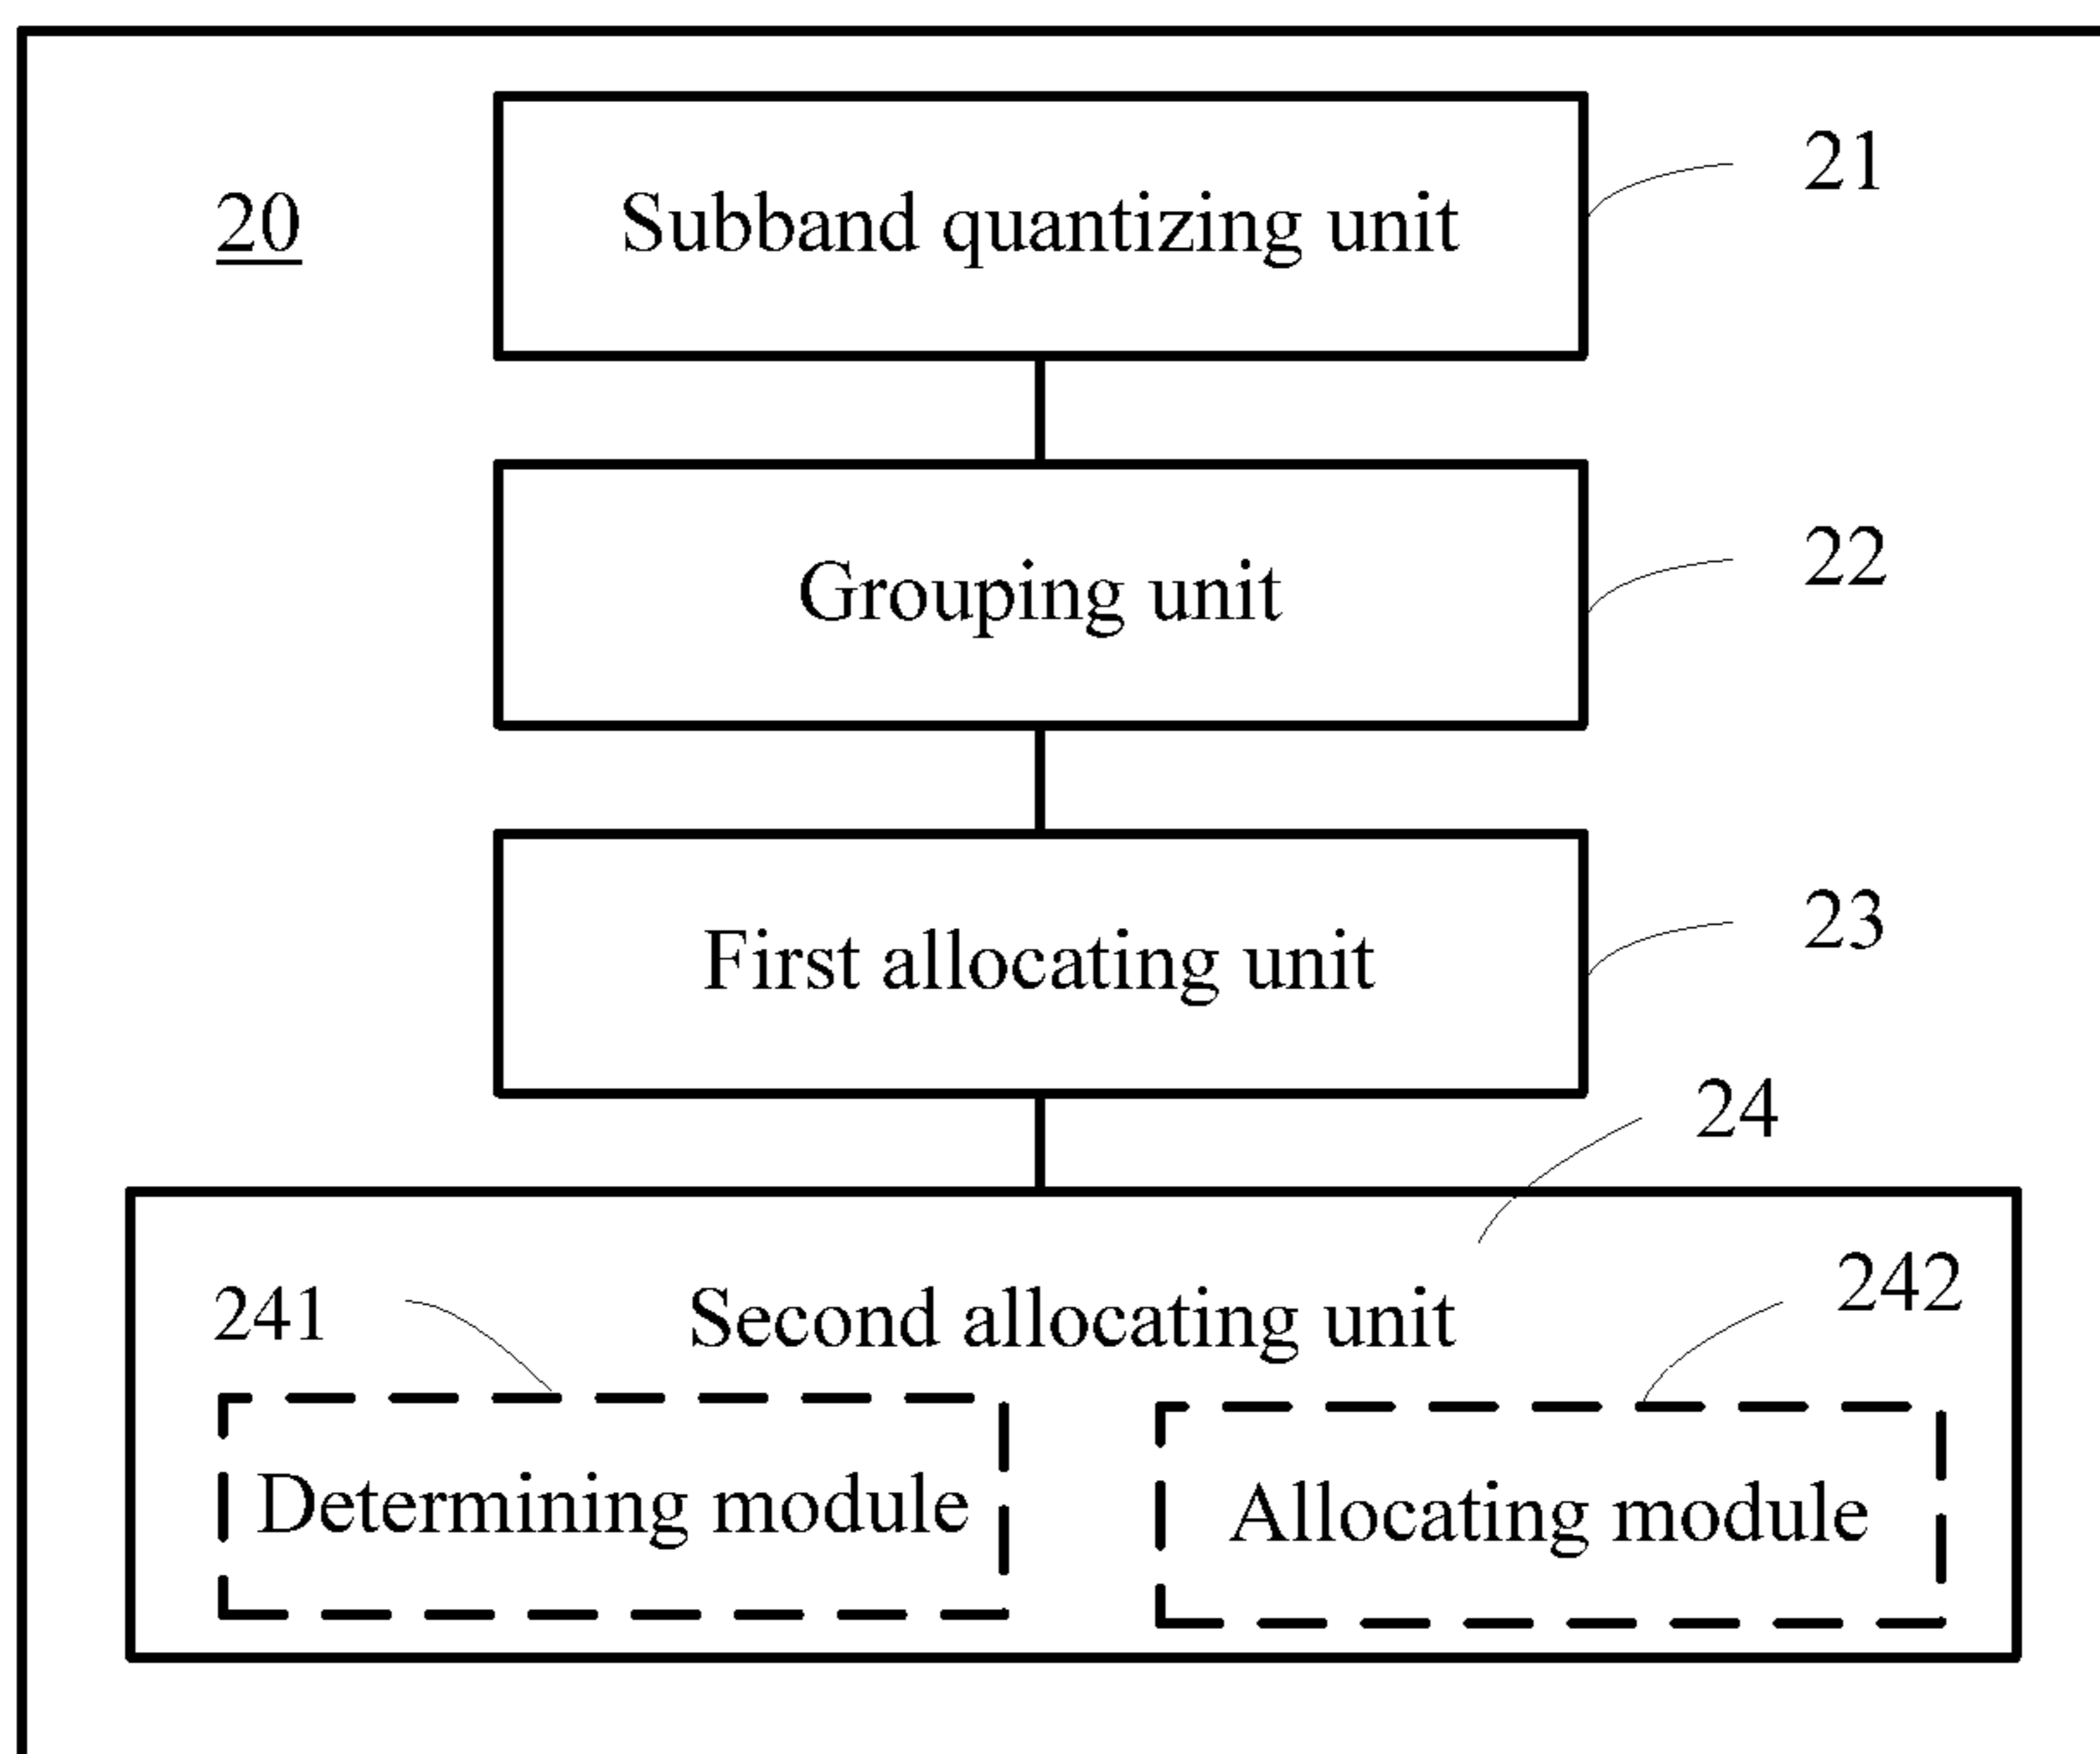 20
Subband quantizing unit
21
Grouping unit
22
First allocating unit
23
24
241
Second allocating unit
242
Determining module
Allocating module